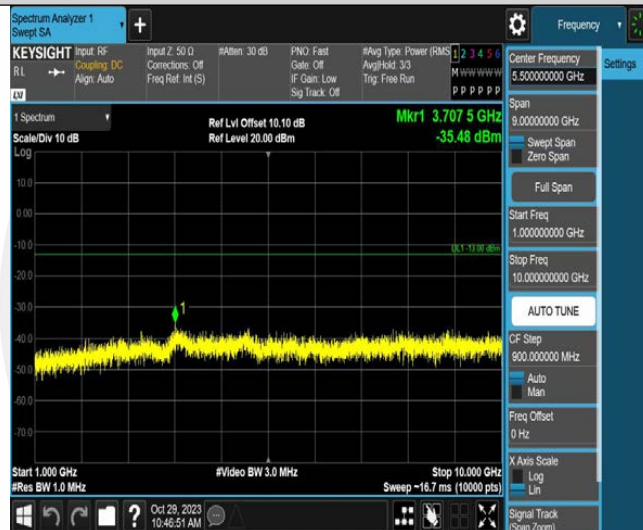 Spectrum Analyzer 1
Swept SA
+
Frequency
KEYSIGHT
RL
LXI
Input: RF
Coupling: DC
Align: Auto
Input Z: 50 Ω
Corrections: Off
Freq Ref: Int (S)
#Atten: 30 dB
PNO: Fast
Gate: Off
IF Gain: Low
Sig Track: Off
#Avg Type: Power (RMS
Avg|Hold: 3/3
Trig: Free Run
1 2 3 4 5 6
M W W W W W
P P P P P P
1 Spectrum
Scale/Div 10 dB
Log
Ref Lvl Offset 10.10 dB
Ref Level 20.00 dBm
Mkr1 3.707 5 GHz
-35.48 dBm
10.0
0.00
-10.0
-20.0
-30.0
-40.0
-50.0
-60.0
-70.0
DL1 -13.00 dBm
1
Start 1.000 GHz
#Res BW 1.0 MHz
#Video BW 3.0 MHz
Stop 10.000 GHz
Sweep ~16.7 ms (10000 pts)
?
Oct 29, 2023
10:46:51 AM
Center Frequency
5.500000000 GHz
Span
9.00000000 GHz
Swept Span
Zero Span
Full Span
Start Freq
1.000000000 GHz
Stop Freq
10.000000000 GHz
AUTO TUNE
CF Step
900.000000 MHz
Auto
Man
Freq Offset
0 Hz
X Axis Scale
Log
Lin
Signal Track
(Span Zoom)
Settings